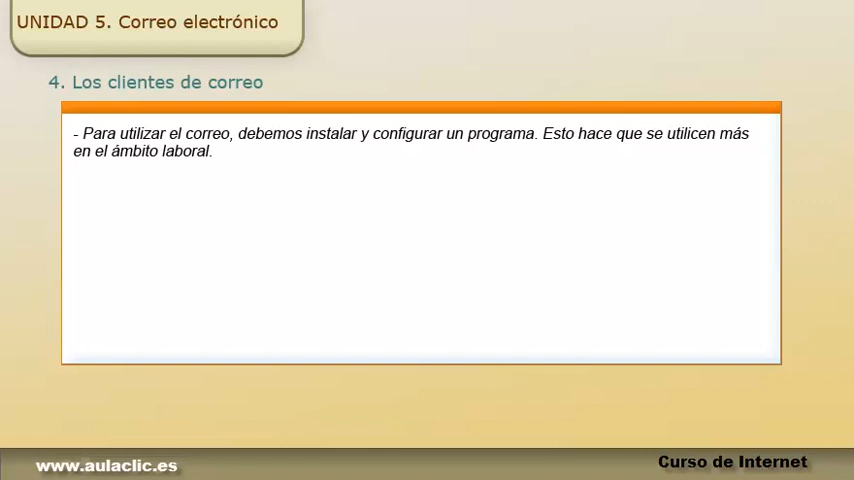 UNIDAD 5. Correo electrónico
4. Los clientes de correo
- Para utilizar el correo, debemos instalar y configurar un programa. Esto hace que se utilicen más
en el ámbito laboral.
www.aulaclic.es
Curso de Internet